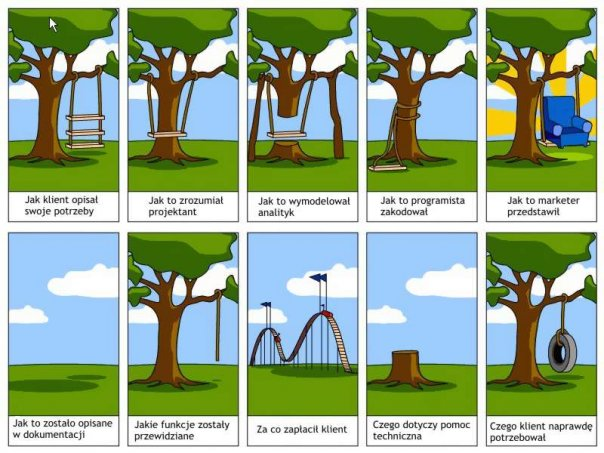 Jak klient opisał
swoje potrzeby
Jak to zrozumiał
projektant
Jak to wymodelował
analityk
Jak to programista
zakodował
Jak to marketer
przedstawił
Jak to zostało opisane
w dokumentacji
Jakie funkcje zostały
przewidziane
Za co zapłacił klient
Czego dotyczy pomoc
techniczna
Czego klient naprawdę
potrzebował